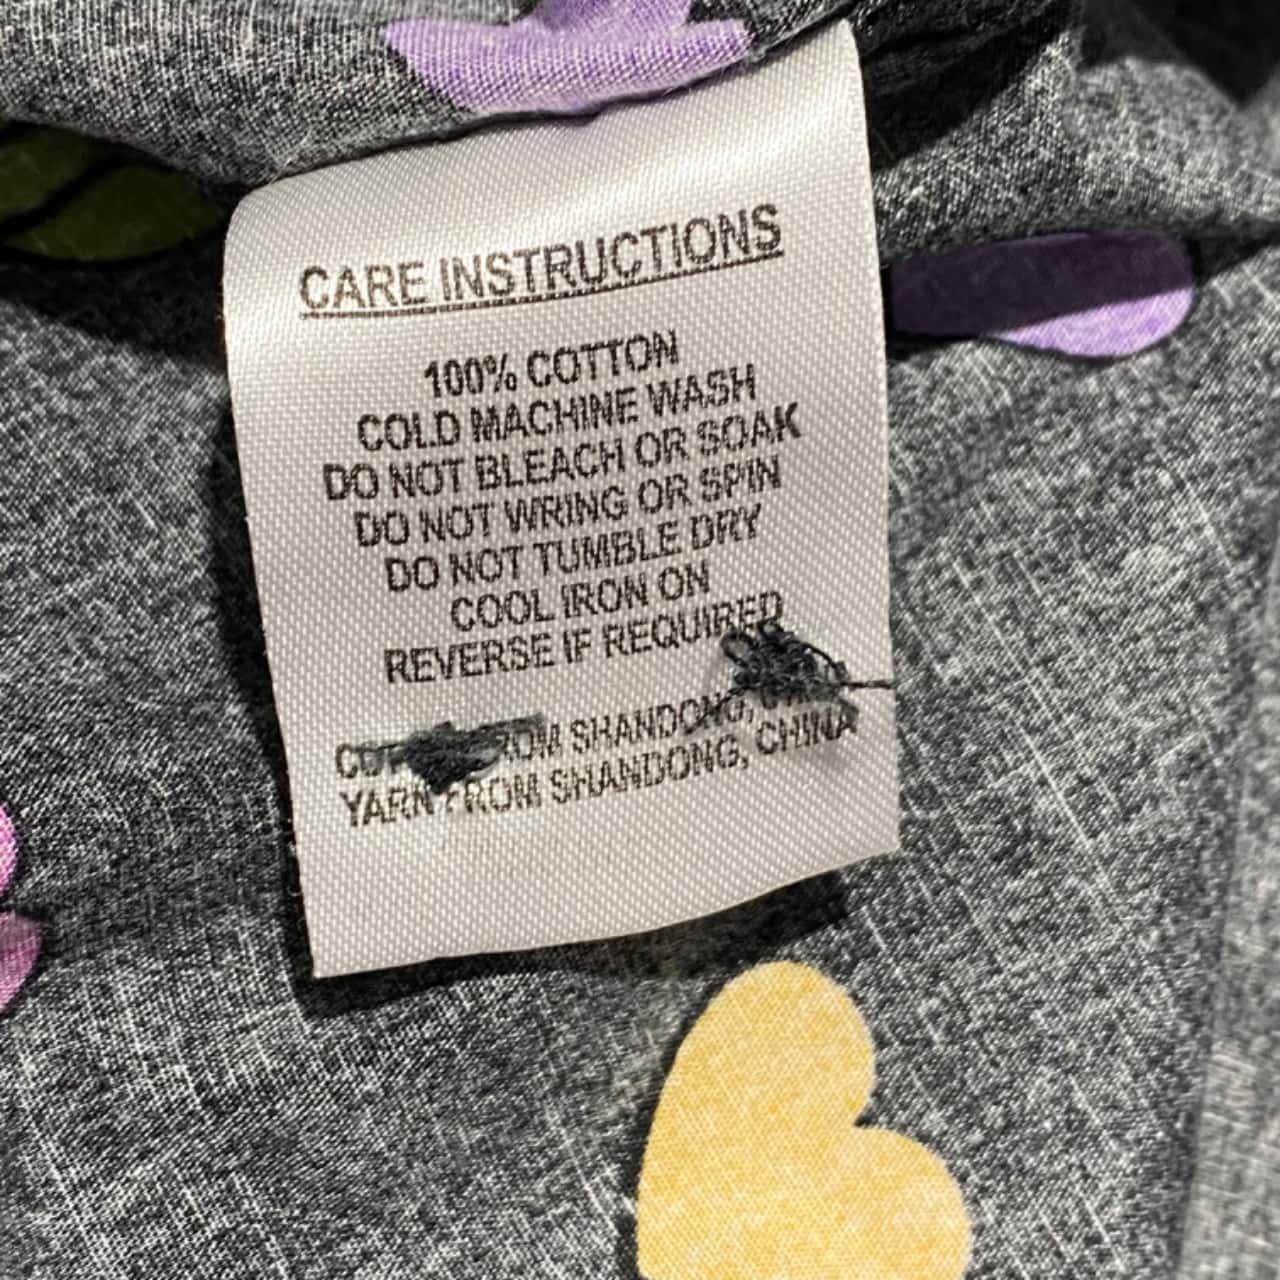 CARE INSTRUCTIONS
100% COTTON
COLD MACHINE WASH
DO NOT BLEACH OR SOAK
DO NOT WRING OR SPIN
DO NOT TUMBLE DRY
COOL IRON ON
REVERSE IF REQUIRED
SHANDONG,
YARN FROM SHANDONG, CHINA